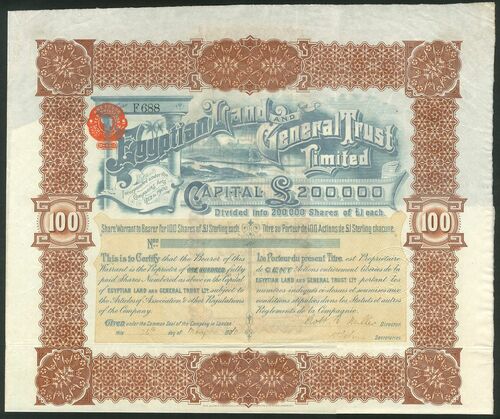 F 688
Egyptian Land
AND
General Trust
Limited
CAPITAL £200,000
Divided into 200,000 Shares of £1 each.
Share Warrant to Bearer for 100 Shares of £1 Sterling each.
Titre au Porteur de 100 Actions de £1 Sterling chacune.
100
100
Nos
This is to Certify that the Bearer of this
Warrant is the Proprietor of ONE HUNDRED fully
paid Shares Numbered as above in the Capital
EGYPTIAN LAND AND GENERAL TRUST LTD.
to the Articles of Association & the Regulations
of the Company.
Le Porteur du présent Titre est Propriétaire
de CENT Actions entièrement libérées de la
EGYPTIAN LAND AND GENERAL TRUST LTD. portant les
numéros indiqués ci-dessus et soumises aux
conditions stipulées dans les Statuts et autres
Règlements de la Compagnie.
Given under the Common Seal of the Company in London
this day of
Director
Secretaries